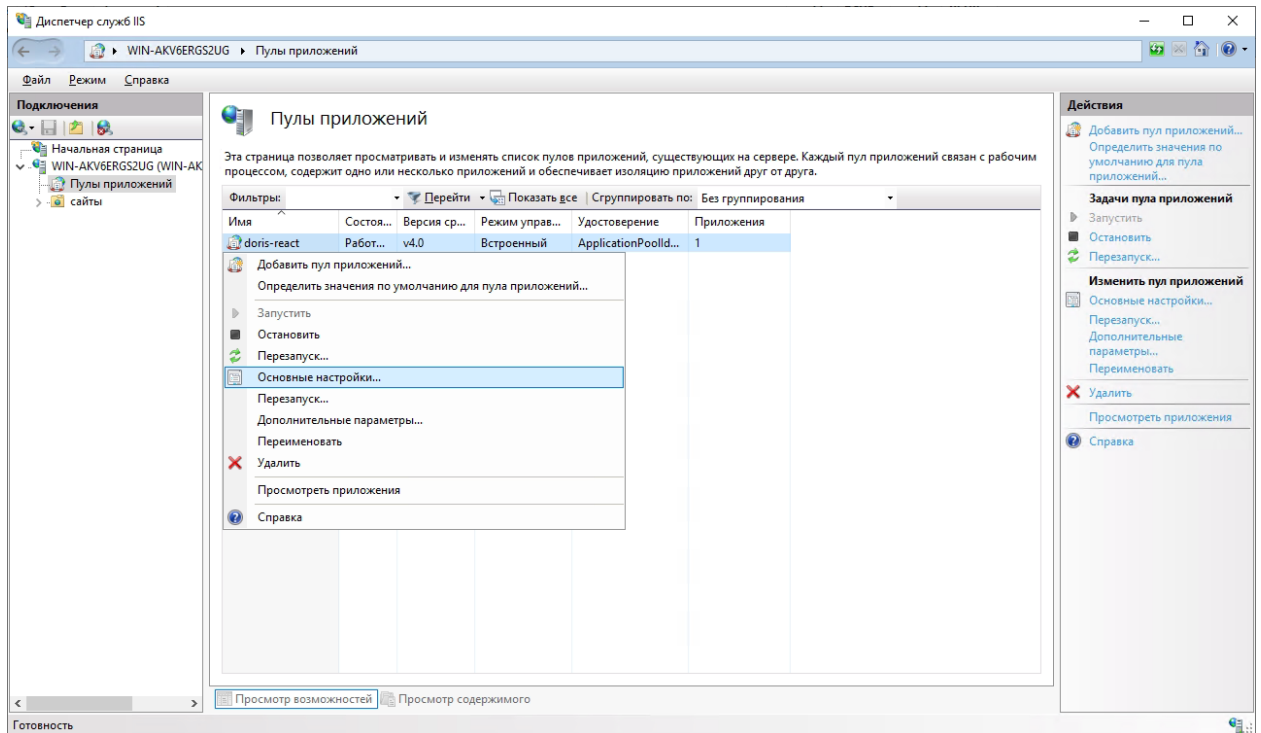 Диспетчер служб IIS
WIN-AKV6ERGS2UG Пулы приложений
Файл Режим Справка
Подключения
Начальная страница
WIN-AKV6ERGS2UG (WIN-AK
Пулы приложений
сайты
Пулы приложений
Эта страница позволяет просматривать и изменять список пулов приложений, существующих на сервере. Каждый пул приложений связан с рабочим
процессом, содержит одно или несколько приложений и обеспечивает изоляцию приложений друг от друга.
Фильтры: Перейти Показать все Сгруппировать по: Без группирования
Имя Состоя... Версия ср... Режим управ... Удостоверение Приложения
doris-react Работ... v4.0 Встроенный ApplicationPoolId... 1
Добавить пул приложений...
Определить значения по умолчанию для пула приложений...
Запустить
Остановить
Перезапуск...
Основные настройки...
Перезапуск...
Дополнительные параметры...
Переименовать
Удалить
Просмотреть приложения
Справка
Просмотр возможностей Просмотр содержимого
Действия
Добавить пул приложений...
Определить значения по
умолчанию для пула
приложений...
Задачи пула приложений
Запустить
Остановить
Перезапуск...
Изменить пул приложений
Основные настройки...
Перезапуск...
Дополнительные
параметры...
Переименовать
Удалить
Просмотреть приложения
Справка
Готовность